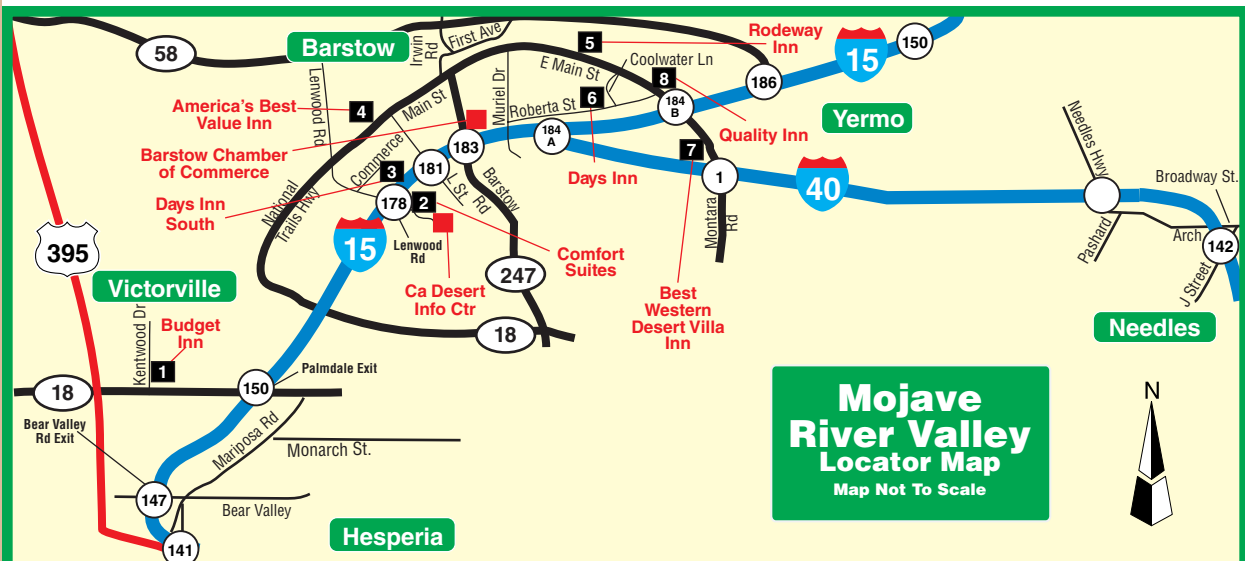 58
Barstow
Irwin
Rd
First Ave
5
Rodeway
Inn
15
150
Lenwood Rd
E Main St
Coolwater Ln
8
186
America's Best
Value Inn
4
Main St
Muriel Dr
Roberta St
6
184
B
Yermo
Needles Hwy
Barstow Chamber
of Commerce
Commerce
183
184
A
Quality Inn
7
3
181
Days Inn
1
40
Broadway St.
Days Inn
South
National
Trails Hwy
178
2
L St
Barstow
Rd
Montara
Rd
Pashard
Arch
142
395
15
Lenwood
Rd
Comfort
Suites
247
J Street
Victorville
Ca Desert
Info Ctr
Best
Western
Desert Villa
Inn
Needles
Kentwood Dr
Budget
Inn
18
1
Palmdale Exit
18
150
Mojave
River Valley
Locator Map
Map Not To Scale
N
Bear Valley
Rd Exit
Mariposa Rd
Monarch St.
147
Bear Valley
Hesperia
141